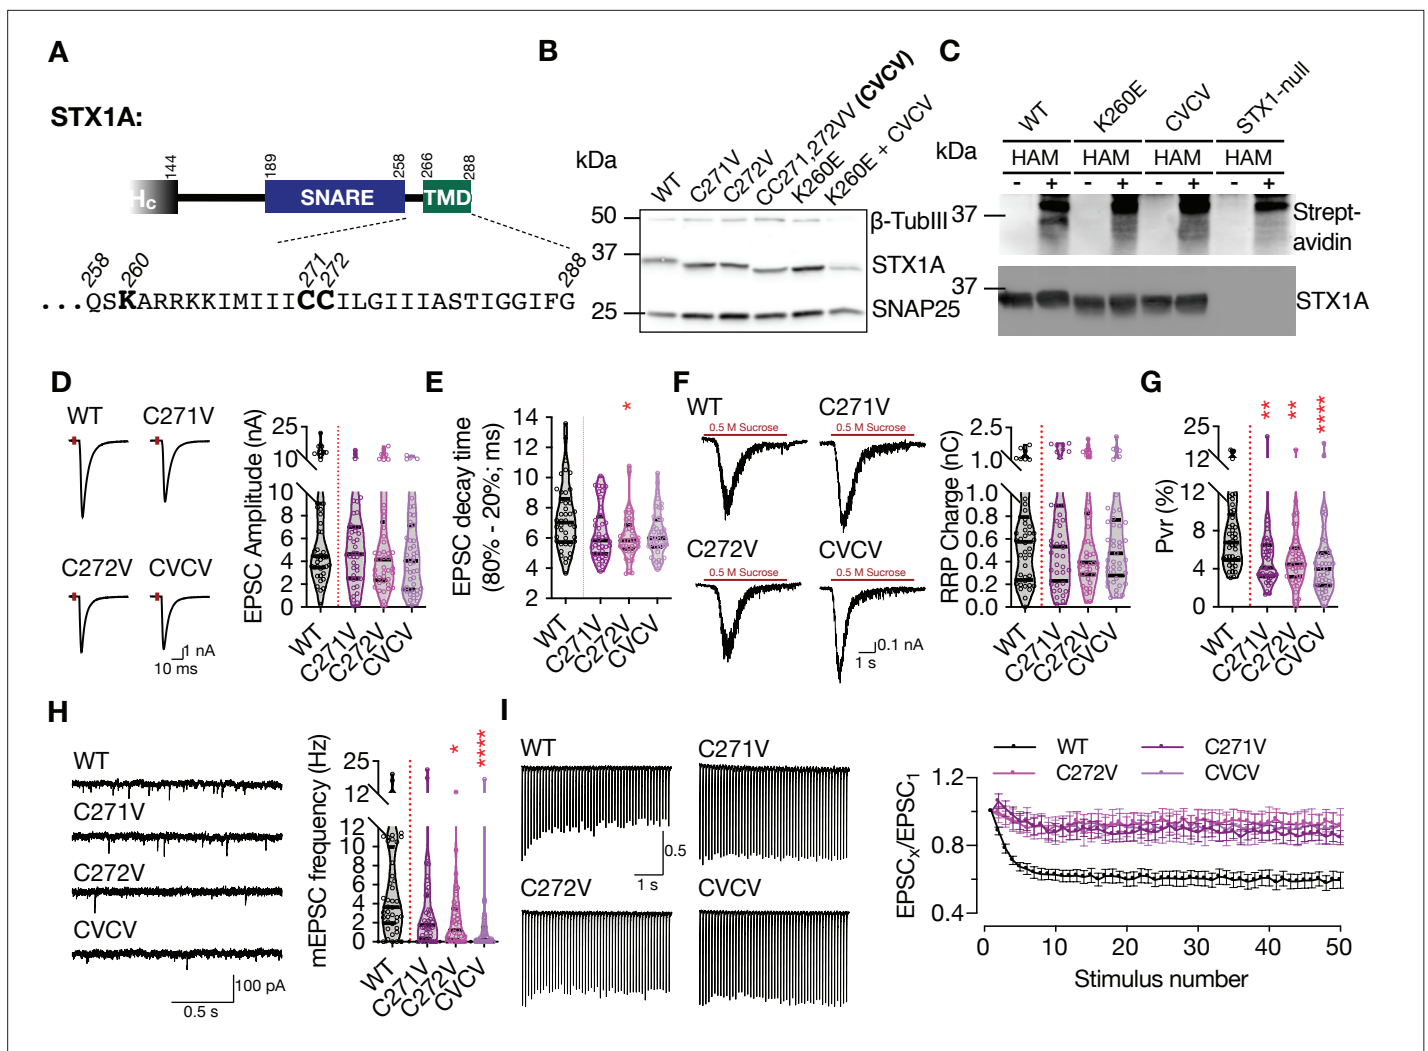 A
STX1A:
144
189
258
266
288
Hc
SNARE
TMD
258
260
271
272
288
...QSKARRKKIMIIICCILGIIIASTIGGIFG
B
kDa
WT
C271V
C272V
CC271,272VV (CVCV)
K260E
K260E + CVCV
50
β-TubIII
37
STX1A
25
SNAP25
C
WT
K260E
CVCV
STX1-null
kDa
HAM
HAM
HAM
HAM
- + - + - + - +
37
Strept-
avidin
37
STX1A
D
WT
C271V
C272V
CVCV
1 nA
10 ms
EPSC Amplitude (nA)
25
10
10
8
6
4
2
0
WT
C271V
C272V
CVCV
E
EPSC decay time
(80% - 20%; ms)
14
12
10
8
6
4
2
*
WT
C271V
C272V
CVCV
F
WT
C271V
0.5 M Sucrose
0.5 M Sucrose
C272V
CVCV
0.5 M Sucrose
0.5 M Sucrose
0.1 nA
1 s
RRP Charge (nC)
2.5
1.0
1.0
0.8
0.6
0.4
0.2
0.0
WT
C271V
C272V
CVCV
G
Pvr (%)
25
12
12
8
4
0
**
**
****
WT
C271V
C272V
CVCV
H
WT
C271V
C272V
CVCV
100 pA
0.5 s
mEPSC frequency (Hz)
25
12
12
10
8
6
4
2
0
*
****
WT
C271V
C272V
CVCV
I
WT
C271V
0.5
1 s
C272V
CVCV
WT
C271V
C272V
CVCV
EPSCx/EPSC1
1.2
0.8
0.4
0
10
20
30
40
50
Stimulus number